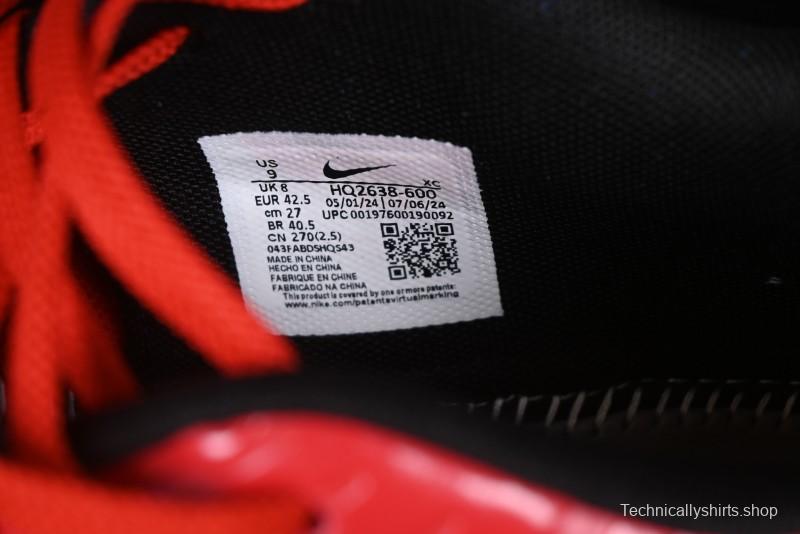 US
9
XC
UK 8 HQ2638-600
EUR 42.5 05/01/24 | 07/06/24
cm 27 UPC 00197600190092
BR 40.5
CN 270(2.5)
043FABDSHQS43
MADE IN CHINA
HECHO EN CHINA
FABRIQUE EN CHINE
FABRICADO NA CHINA
This product is covered by one or more patents:
www.nike.com/patentsvirtualmarking
Technicallyshirts.shop